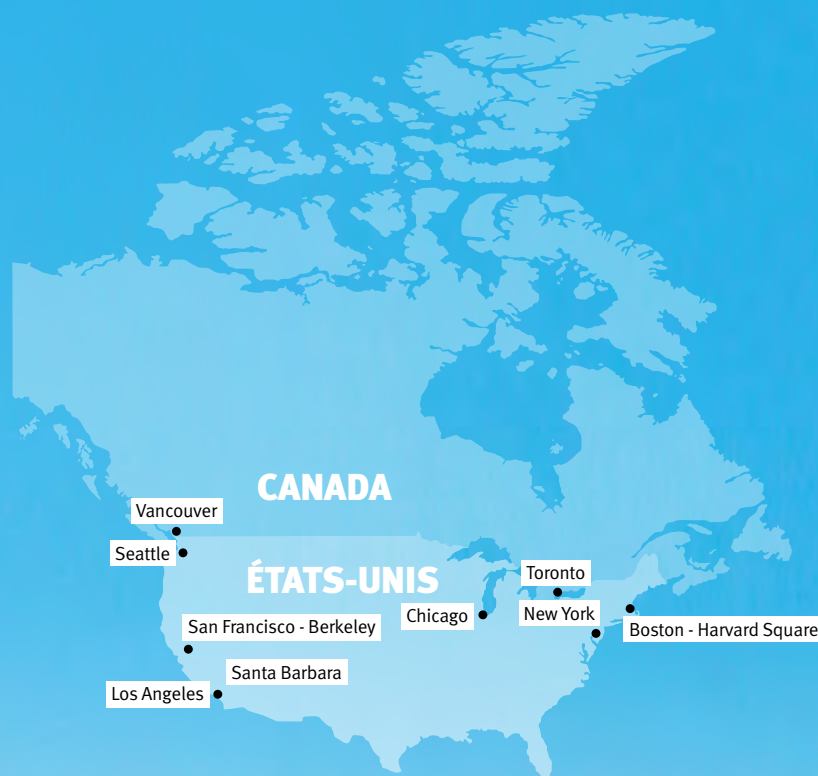 CANADA
Vancouver
Seattle
ÉTATS-UNIS
Toronto
Chicago
New York
San Francisco - Berkeley
Boston - Harvard Square
Santa Barbara
Los Angeles